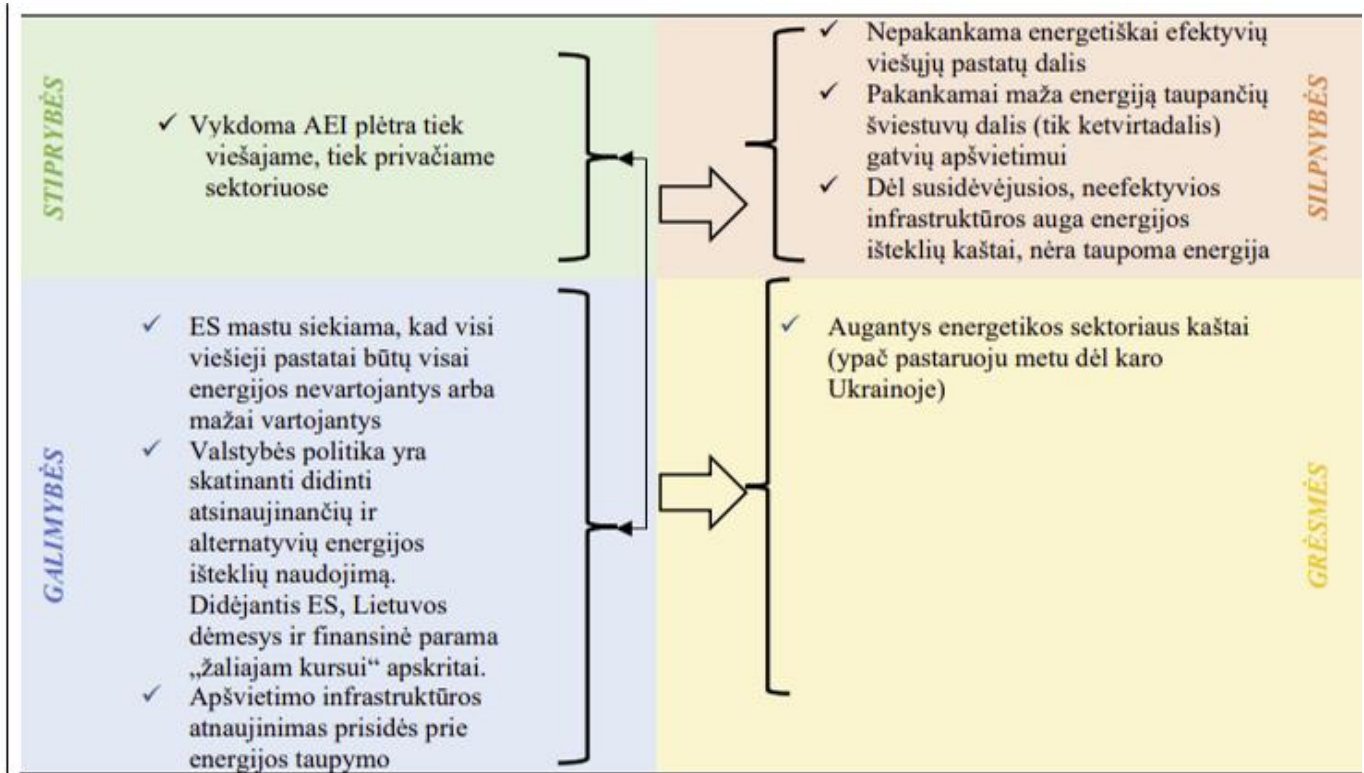 STIPRYBĖS
✓ Vykdoma AEI plėtra tiek
viešajame, tiek privačiame
sektoriuose
✓ Nepakankama energetiškai efektyvių
viešųjų pastatų dalis
✓ Pakankamai maža energiją taupančių
šviestuvų dalis (tik ketvirtadalis)
gatvių apšvietimui
✓ Dėl susidėvėjusios, neefektyvios
infrastruktūros auga energijos
išteklių kaštai, nėra taupoma energija
SILPNYBĖS
GALIMYBĖS
✓ ES mastu siekiama, kad visi
viešieji pastatai būtų visai
energijos nevartojantys arba
mažai vartojantys
✓ Valstybės politika yra
skatinanti didinti
atsinaujinančių ir
alternatyvių energijos
išteklių naudojimą.
Didėjantis ES, Lietuvos
dėmesys ir finansinė parama
„žaliajam kursui“ apskritai.
✓ Apšvietimo infrastruktūros
atnaujinimas prisidės prie
energijos taupymo
✓ Augantys energetikos sektoriaus kaštai
(ypač pastaruoju metu dėl karo
Ukrainoje)
GRĖSMĖS